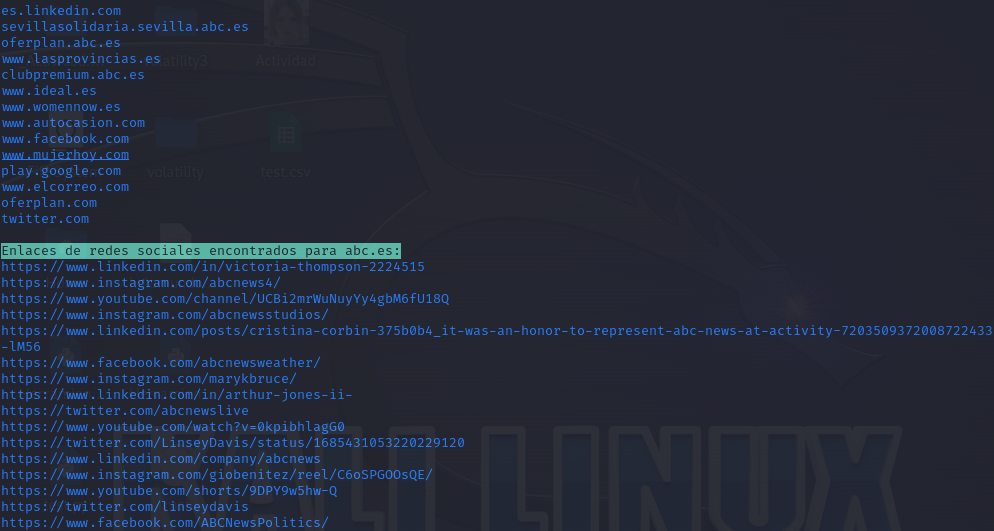 es.linkedin.com
sevillasolidaria.sevilla.abc.es
oferplan.abc.es
www.lasprovincias.es
clubpremium.abc.es
www.ideal.es
www.womennow.es
www.autocasion.com
www.facebook.com
www.mujerhoy.com
play.google.com
www.elcorreo.com
oferplan.com
twitter.com
Enlaces de redes sociales encontrados para abc.es:
https://www.linkedin.com/in/victoria-thompson-2224515
https://www.instagram.com/abcnews4/
https://www.youtube.com/channel/UCBi2mrWuNuyYy4gbM6fU18Q
https://www.instagram.com/abcnewsstudios/
https://www.linkedin.com/posts/cristina-corbin-375b0b4_it-was-an-honor-to-represent-abc-news-at-activity-7203509372008722433
-lM56
https://www.facebook.com/abcnewsweather/
https://www.instagram.com/marykbruce/
https://www.linkedin.com/in/arthur-jones-ii-
https://twitter.com/abcnewslive
https://www.youtube.com/watch?v=0kpibhlagG0
https://twitter.com/LinseyDavis/status/1685431053220229120
https://www.linkedin.com/company/abcnews
https://www.instagram.com/giobenitez/reel/C6oSPGOOsQE/
https://www.youtube.com/shorts/9DPY9w5hw-Q
https://twitter.com/linseydavis
https://www.facebook.com/ABCNewsPolitics/
volatility3
Actividad
volatility
test.csv
KALI LINUX